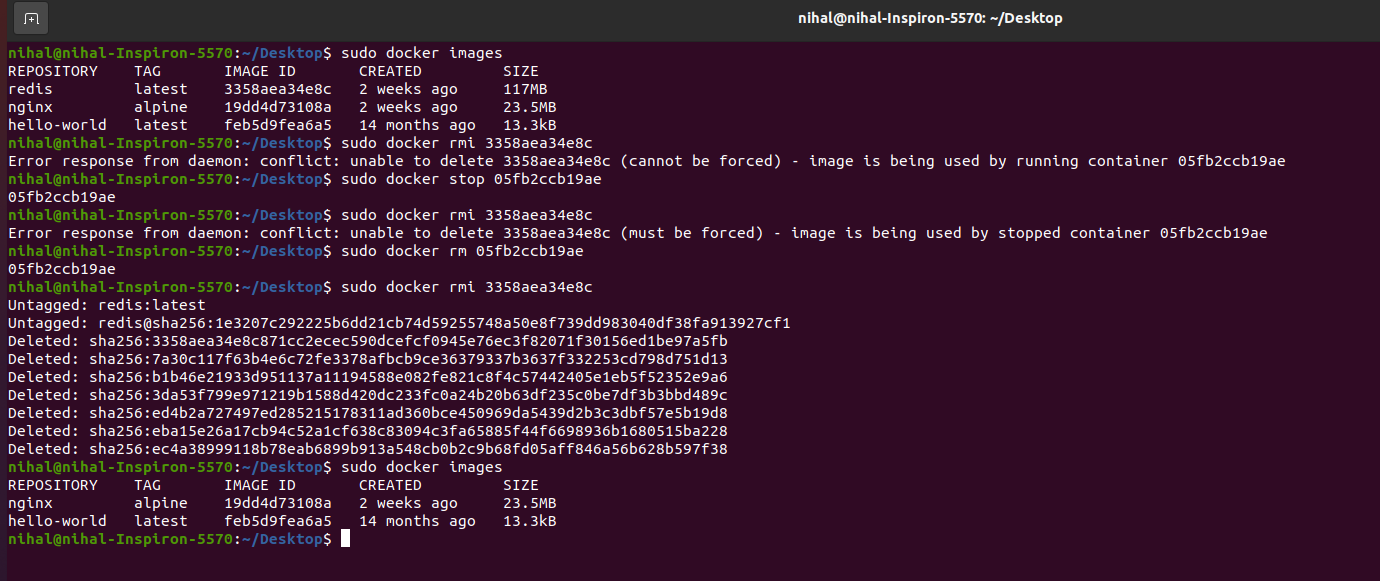 nihal@nihal-Inspiron-5570: ~/Desktop
nihal@nihal-Inspiron-5570:~/Desktop$ sudo docker images
REPOSITORY    TAG       IMAGE ID       CREATED         SIZE
redis         latest    3358aea34e8c   2 weeks ago     117MB
nginx         alpine    19dd4d73108a   2 weeks ago     23.5MB
hello-world   latest    feb5d9fea6a5   14 months ago   13.3kB
nihal@nihal-Inspiron-5570:~/Desktop$ sudo docker rmi 3358aea34e8c
Error response from daemon: conflict: unable to delete 3358aea34e8c (cannot be forced) - image is being used by running container 05fb2ccb19ae
nihal@nihal-Inspiron-5570:~/Desktop$ sudo docker stop 05fb2ccb19ae
05fb2ccb19ae
nihal@nihal-Inspiron-5570:~/Desktop$ sudo docker rmi 3358aea34e8c
Error response from daemon: conflict: unable to delete 3358aea34e8c (must be forced) - image is being used by stopped container 05fb2ccb19ae
nihal@nihal-Inspiron-5570:~/Desktop$ sudo docker rm 05fb2ccb19ae
05fb2ccb19ae
nihal@nihal-Inspiron-5570:~/Desktop$ sudo docker rmi 3358aea34e8c
Untagged: redis:latest
Untagged: redis@sha256:1e3207c292225b6dd21cb74d59255748a50e8f739dd983040df38fa913927cf1
Deleted: sha256:3358aea34e8c871cc2ecec590dcefcf0945e76ec3f82071f30156ed1be97a5fb
Deleted: sha256:7a30c117f63b4e6c72fe3378afbcb9ce36379337b3637f332253cd798d751d13
Deleted: sha256:b1b46e21933d951137a11194588e082fe821c8f4c57442405e1eb5f52352e9a6
Deleted: sha256:3da53f799e971219b1588d420dc233fc0a24b20b63df235c0be7df3b3bbd489c
Deleted: sha256:ed4b2a727497ed285215178311ad360bce450969da5439d2b3c3dbf57e5b19d8
Deleted: sha256:eba15e26a17cb94c52a1cf638c83094c3fa65885f44f6698936b1680515ba228
Deleted: sha256:ec4a38999118b78eab6899b913a548cb0b2c9b68fd05aff846a56b628b597f38
nihal@nihal-Inspiron-5570:~/Desktop$ sudo docker images
REPOSITORY    TAG       IMAGE ID       CREATED         SIZE
nginx         alpine    19dd4d73108a   2 weeks ago     23.5MB
hello-world   latest    feb5d9fea6a5   14 months ago   13.3kB
nihal@nihal-Inspiron-5570:~/Desktop$